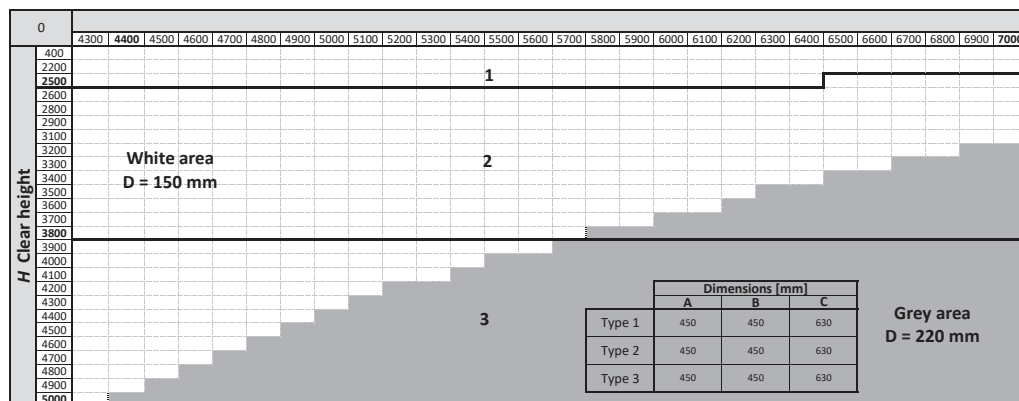 0
4300 4400 4500 4600 4700 4800 4900 5000 5100 5200 5300 5400 5500 5600 5700 5800 5900 6000 6100 6200 6300 6400 6500 6600 6700 6800 6900 7000
H Clear height
400
2200
2500
2600
2800
2900
3100
3200
3300
3400
3500
3600
3700
3800
3900
4000
4100
4200
4300
4400
4500
4600
4700
4800
4900
5000
1
2
White area
D = 150 mm
3
Dimensions [mm]
A B C
Type 1 450 450 630
Type 2 450 450 630
Type 3 450 450 630
Grey area
D = 220 mm